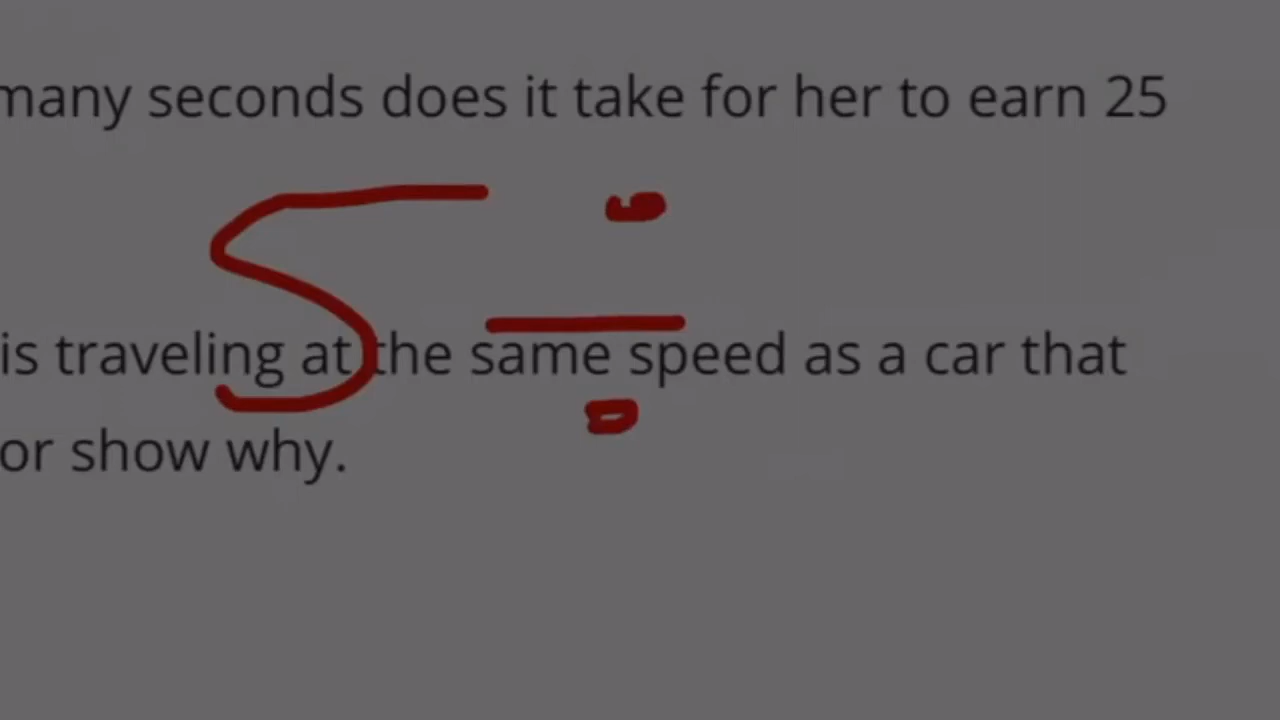 many seconds does it take for her to earn 25
5 ÷
is traveling at the same speed as a car that
or show why.